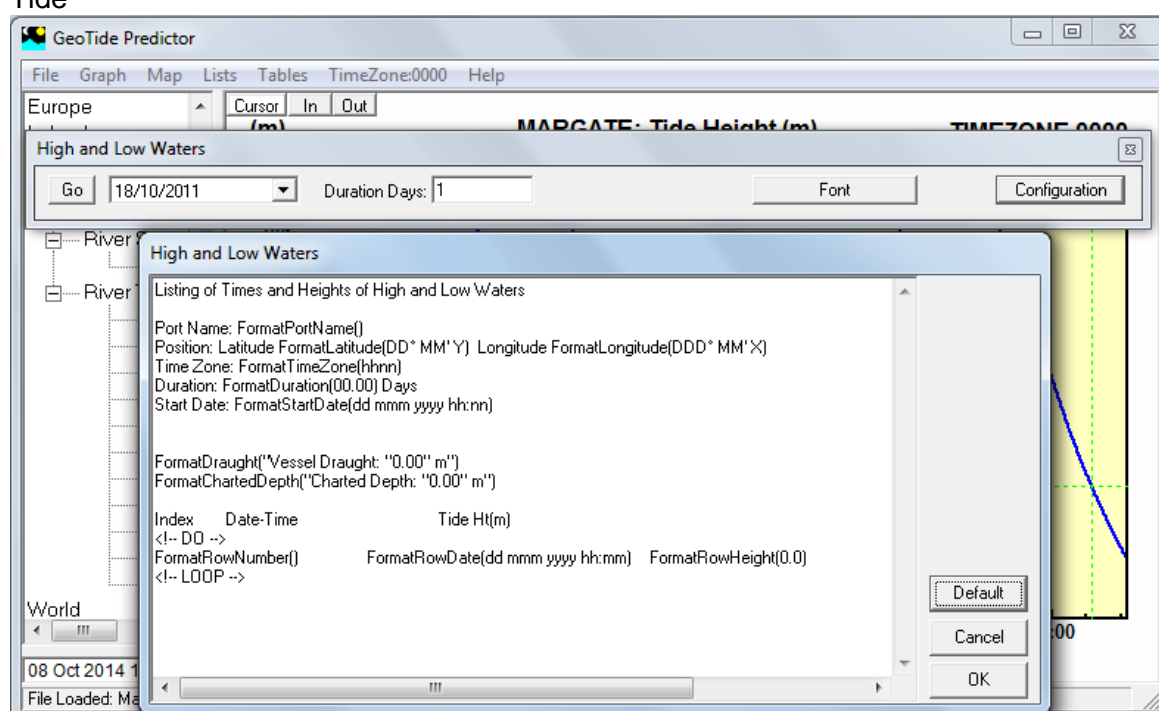 Tide
GeoTide Predictor
File Graph Map Lists Tables TimeZone:0000 Help
Europe
Cursor In Out
(m) MARGATE: Tide Height (m) TIMEZONE 0000
High and Low Waters
Go 18/10/2011 Duration Days: 1 Font Configuration
River
High and Low Waters
River
Listing of Times and Heights of High and Low Waters
Port Name: FormatPortName()
Position: Latitude FormatLatitude(DD° MM' Y) Longitude FormatLongitude(DDD° MM' X)
Time Zone: FormatTimeZone(hhnn)
Duration: FormatDuration(00.00) Days
Start Date: FormatStartDate(dd mmm yyyy hh:nn)
FormatDraught("Vessel Draught: "0.00" m")
FormatChartedDepth("Charted Depth: "0.00" m")
Index Date-Time Tide Ht(m)
<!-- DO -->
FormatRowNumber() FormatRowDate(dd mmm yyyy hh:mm) FormatRowHeight(0.0)
<!-- LOOP -->
Default
World
Cancel
:00
08 Oct 2014 1
OK
File Loaded: Ma